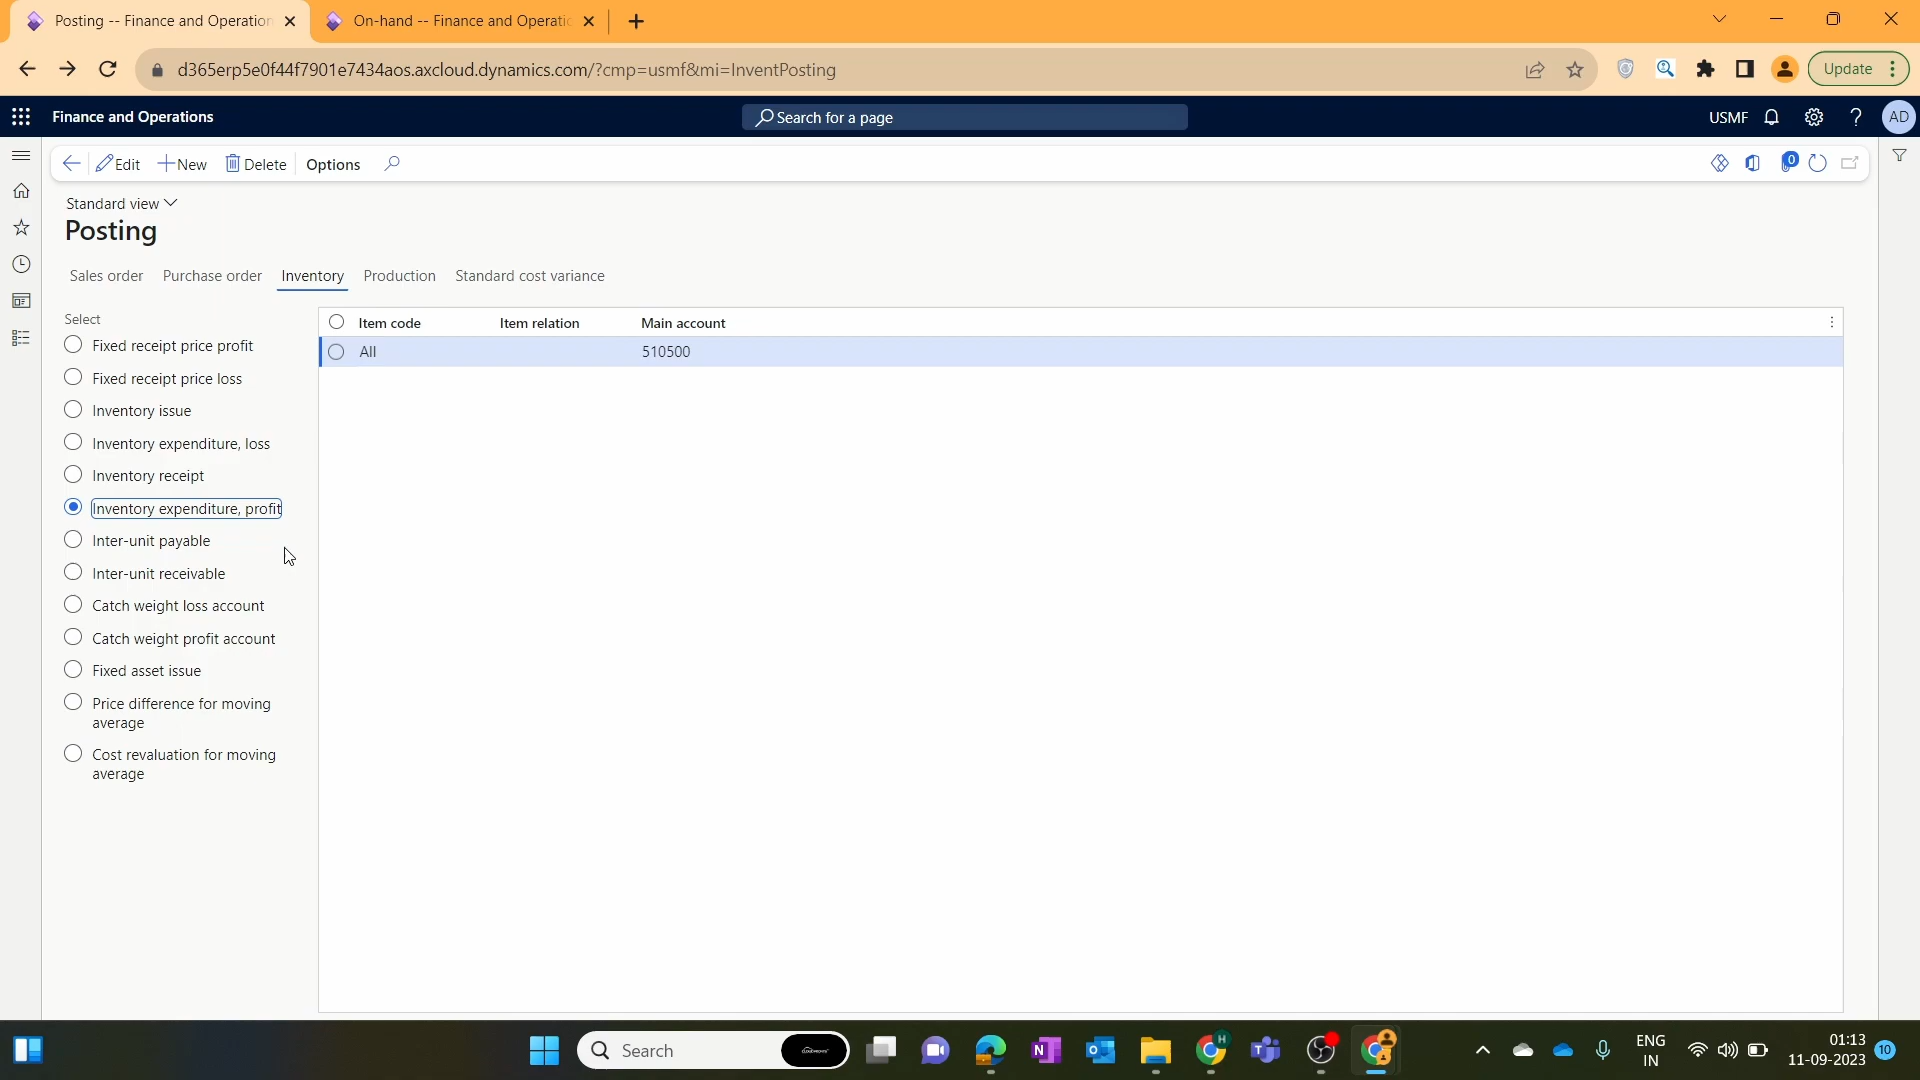 Posting -- Finance and Operation
On-hand -- Finance and Operatic
d365erp5e0f44f7901e7434aos.axcloud.dynamics.com/?cmp=usmf&mi=InventPosting
Update
Finance and Operations
Search for a page
USMF
AD
Edit
New
Delete
Options
0
Standard view
Posting
Sales order
Purchase order
Inventory
Production
Standard cost variance
Select
Fixed receipt price profit
Fixed receipt price loss
Inventory issue
Inventory expenditure, loss
Inventory receipt
Inventory expenditure, profit
Inter-unit payable
Inter-unit receivable
Catch weight loss account
Catch weight profit account
Fixed asset issue
Price difference for moving
average
Cost revaluation for moving
average
Item code
Item relation
Main account
All
510500
Search
ENG
IN
01:13
11-09-2023
10